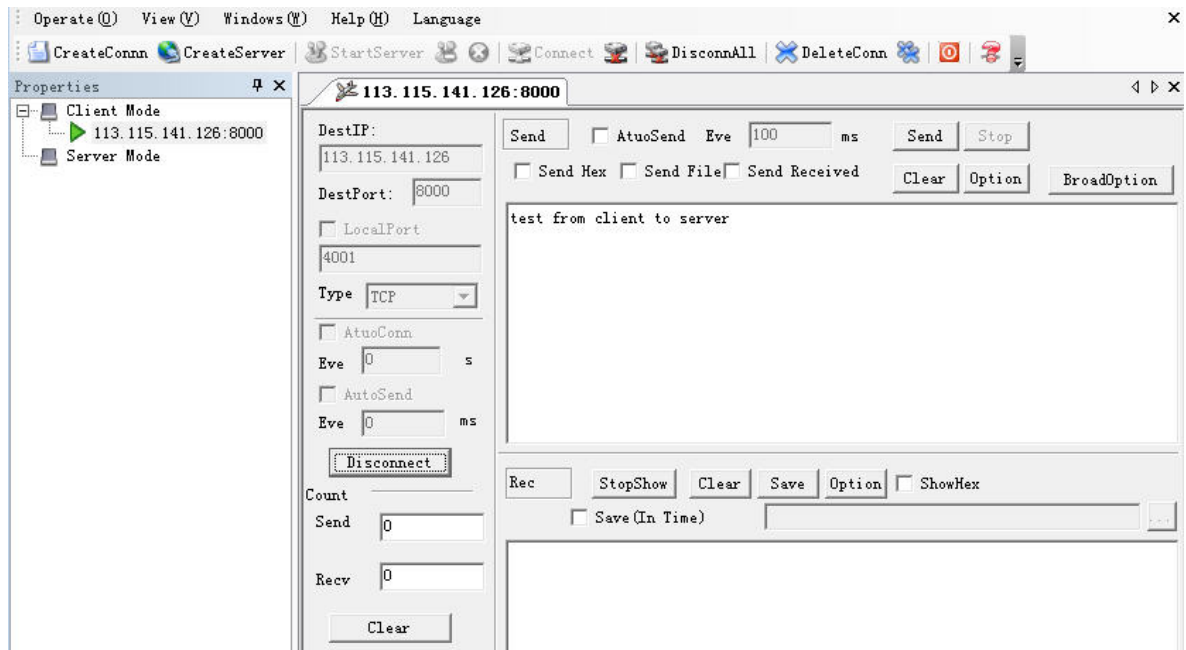 Operate(O) View(V) Windows(W) Help(H) Language
CreateConnn CreateServer StartServer Connect DisconnAll DeleteConn
Properties
Client Mode
113.115.141.126:8000
Server Mode
113.115.141.126:8000
DestIP:
113.115.141.126
DestPort: 8000
LocalPort
4001
Type TCP
AtuoConn
Eve 0 s
AutoSend
Eve 0 ms
Disconnect
Count
Send 0
Recv 0
Clear
Send AtuoSend Eve 100 ms Send Stop
Send Hex Send File Send Received Clear Option BroadOption
test from client to server
Rec StopShow Clear Save Option ShowHex
Save(In Time) ...